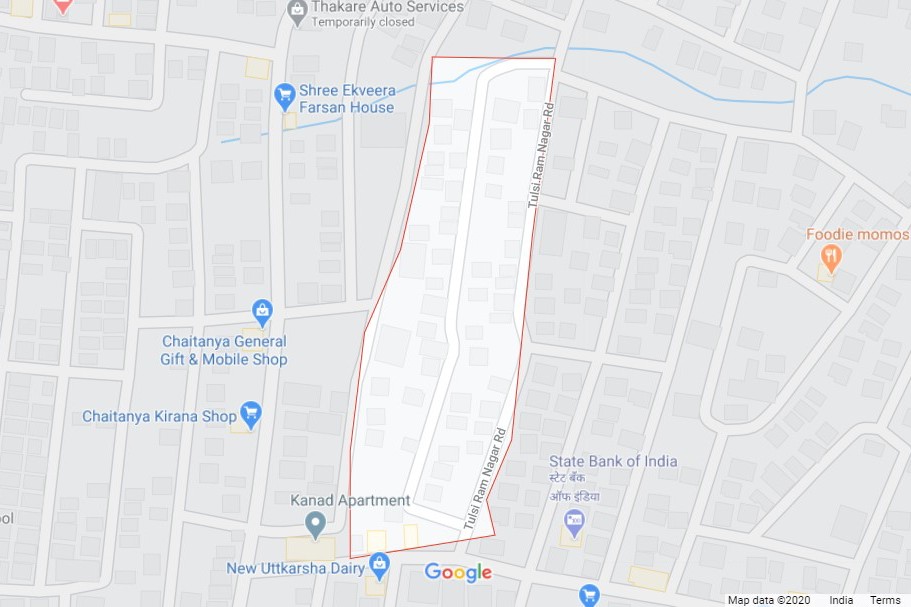 Thakare Auto Services
Temporarily closed
Shree Ekveera
Farsan House
Tulsi Ram Nagar Rd
Foodie momos
Chaitanya General
Gift & Mobile Shop
Chaitanya Kirana Shop
Tulsi Ram Nagar Rd
State Bank of India
स्टेट बँक
ऑफ इंडिया
Kanad Apartment
ol
New Uttkarsha Dairy
Google
Map data ©2020 India Terms